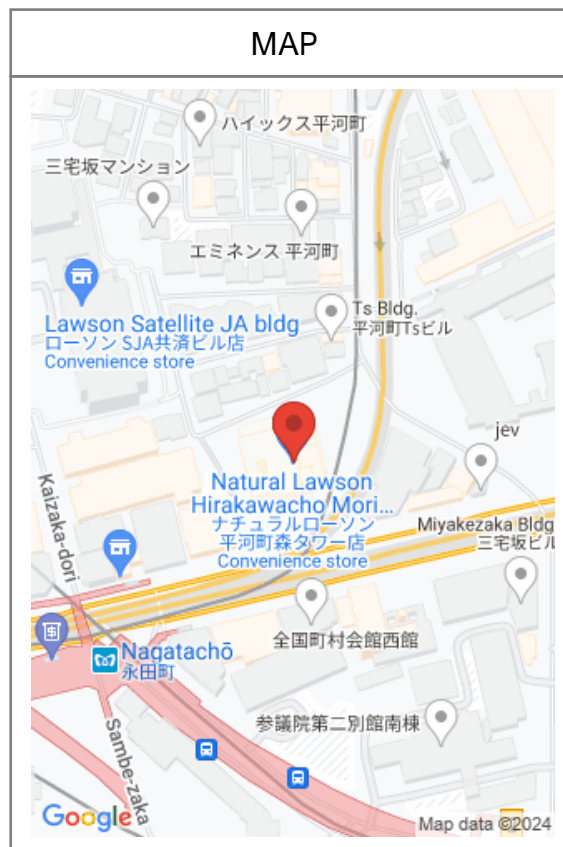 MAP
ハイックス平河町
三宅坂マンション
エミネンス 平河町
Ts Bldg.
平河町Tsビル
Lawson Satellite JA bldg
ローソン SJA共済ビル店
Convenience store
jev
Natural Lawson
Hirakawacho Mori...
ナチュラルローソン
平河町森タワー店
Convenience store
Kaizaka-dori
Miyakezaka Bldg
三宅坂ビル
全国町村会館西館
Nagatachō
永田町
参議院第二別館南棟
Sambe-zaka
Google
Map data ©2024